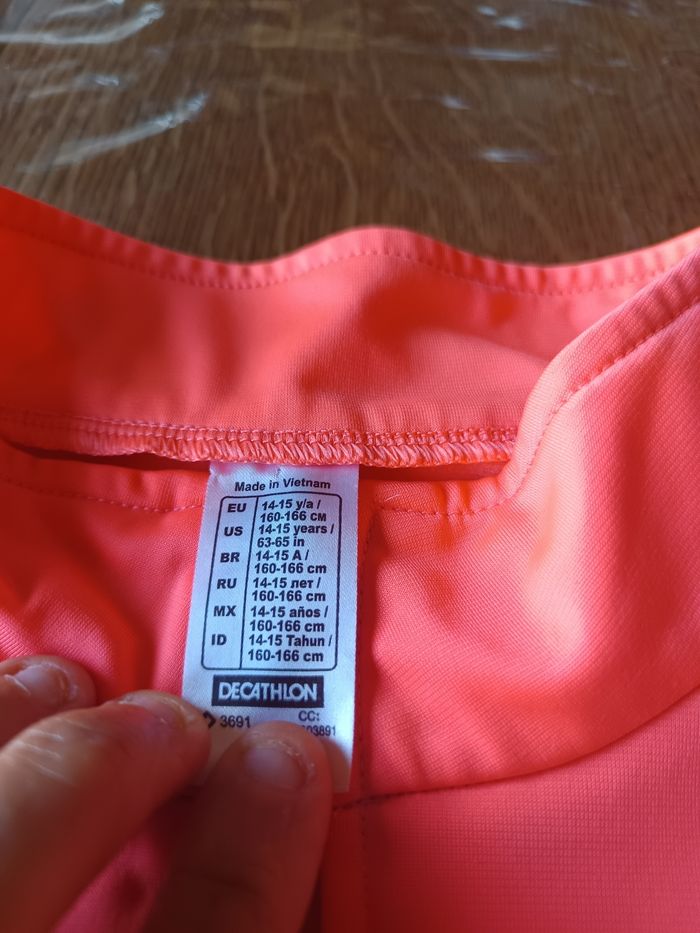 Made in Vietnam
EU 14-15 y/a /
160-166 см
US 14-15 years /
63-65 in
BR 14-15 A /
160-166 cm
RU 14-15 лет /
160-166 cm
MX 14-15 años /
160-166 cm
ID 14-15 Tahun /
160-166 cm
DECATHLON
3691 CC: